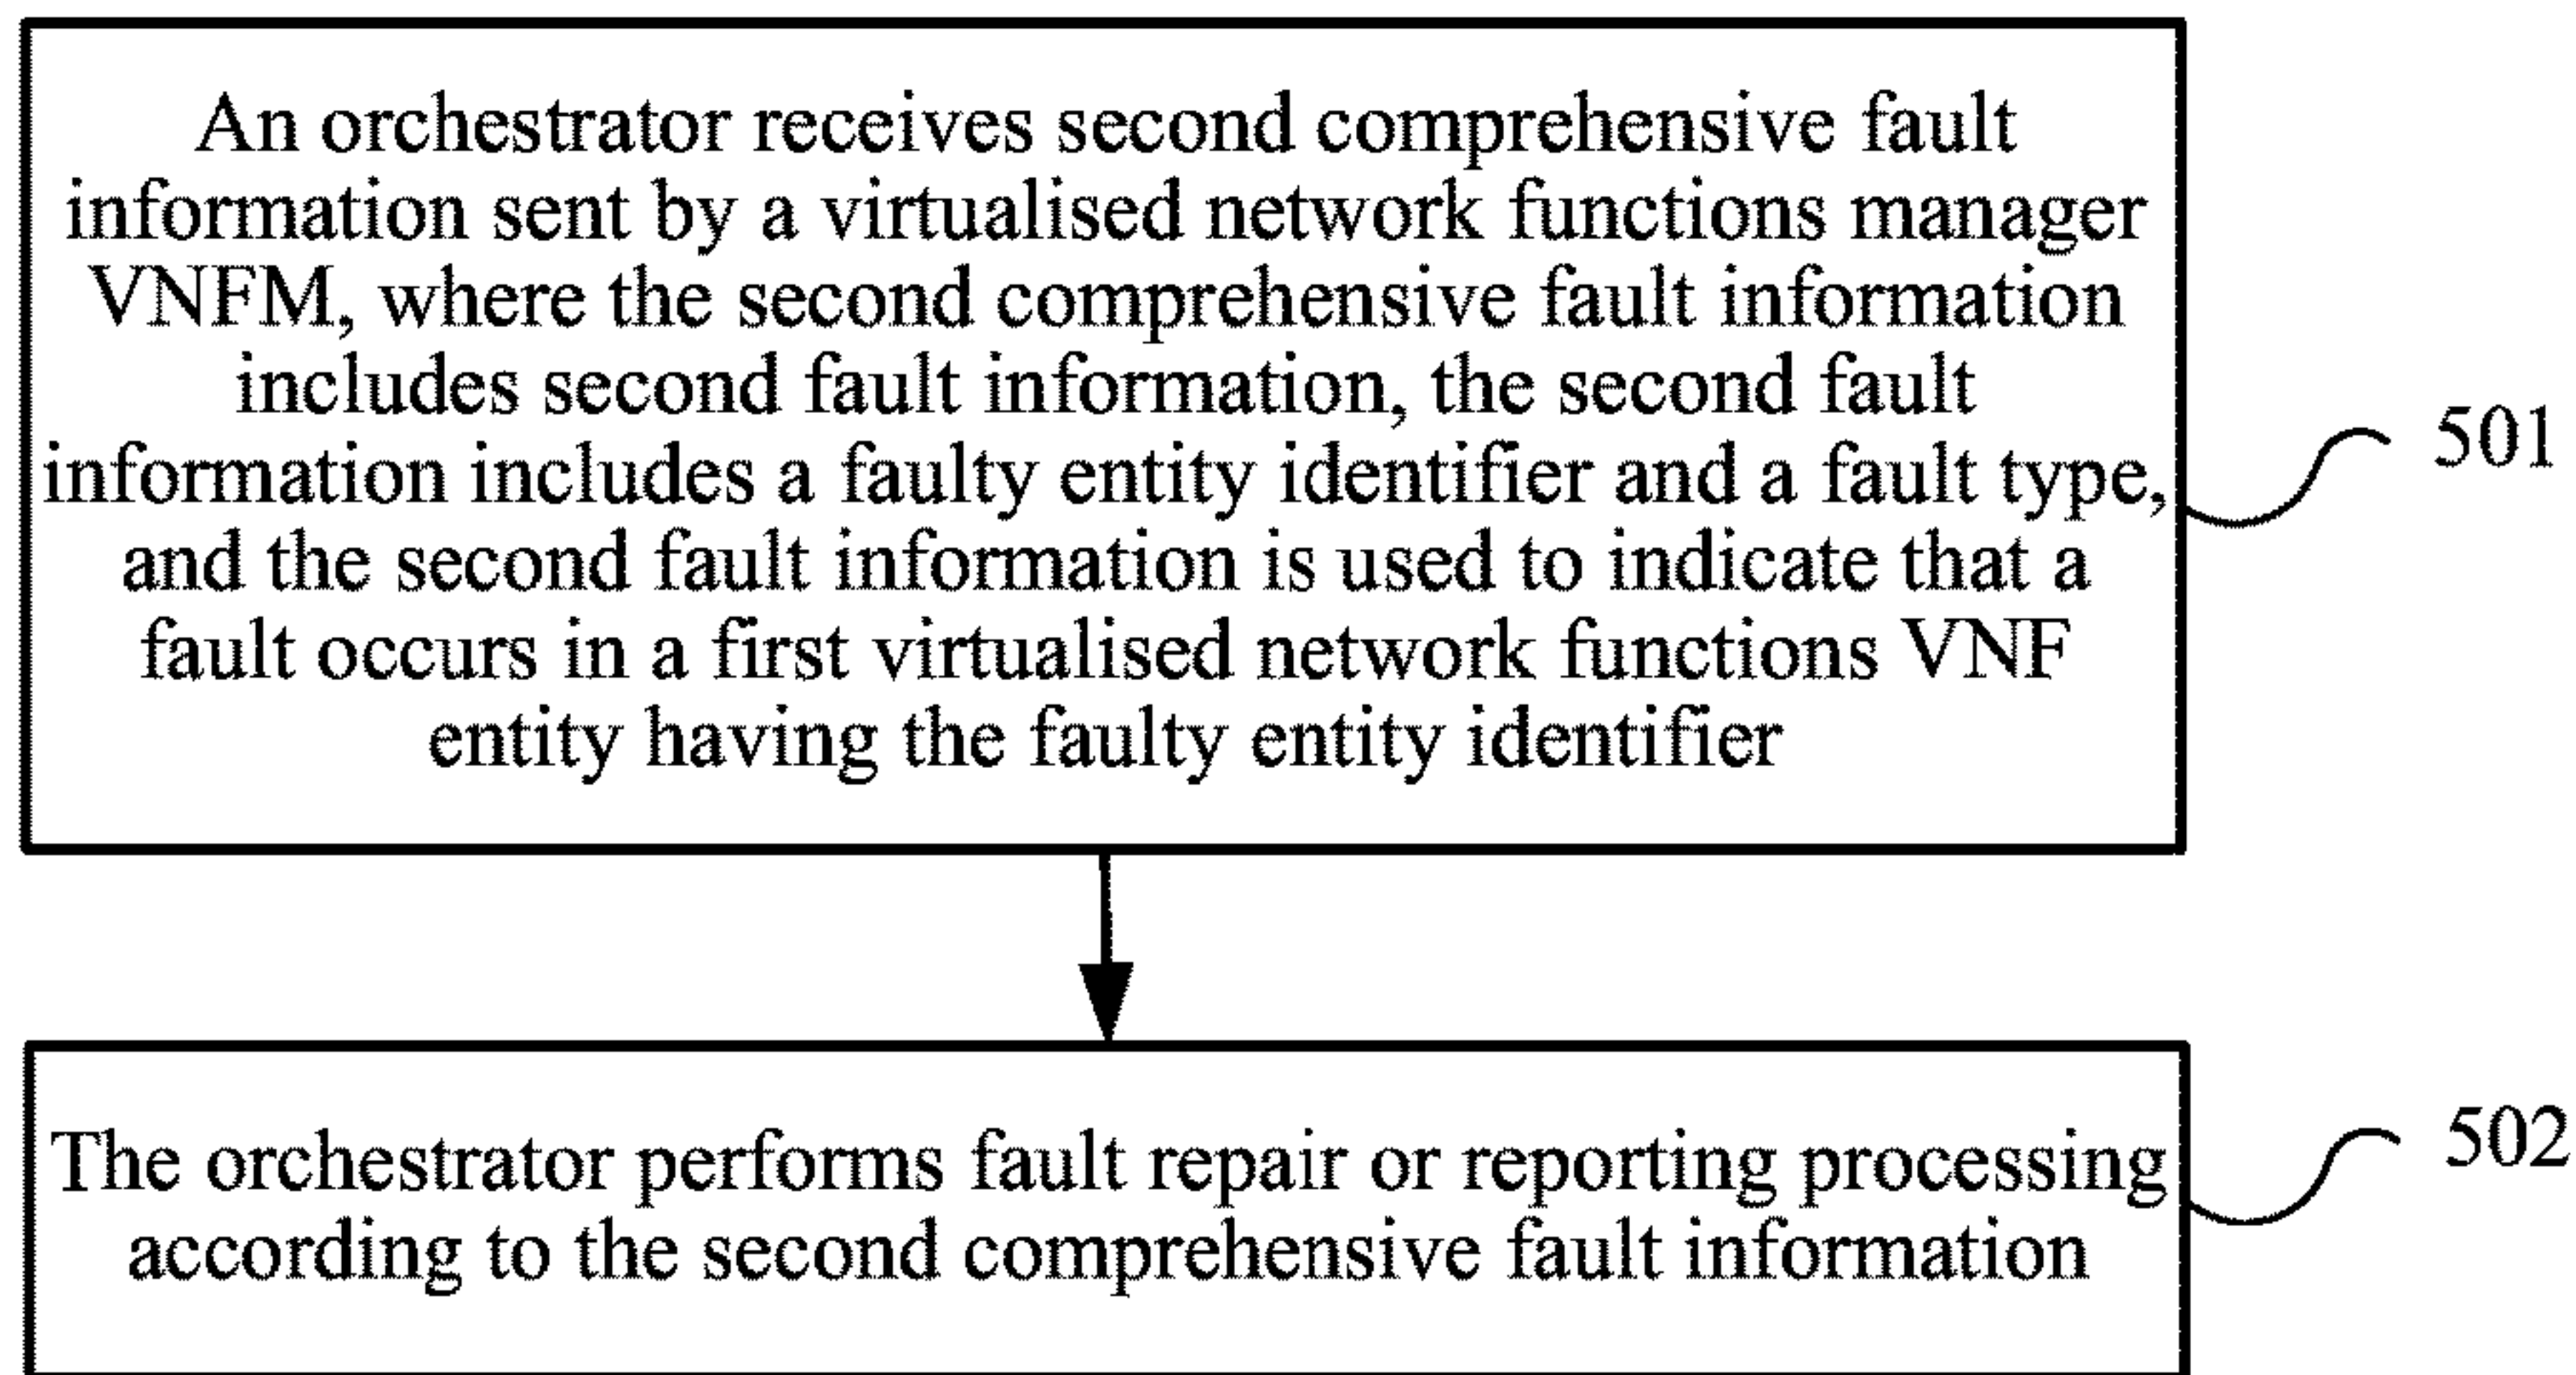 An orchestrator receives second comprehensive fault
information sent by a virtualised network functions manager
VNFM, where the second comprehensive fault information
includes second fault information, the second fault
information includes a faulty entity identifier and a fault type,
and the second fault information is used to indicate that a
fault occurs in a first virtualised network functions VNF
entity having the faulty entity identifier
501
The orchestrator performs fault repair or reporting processing
according to the second comprehensive fault information
502